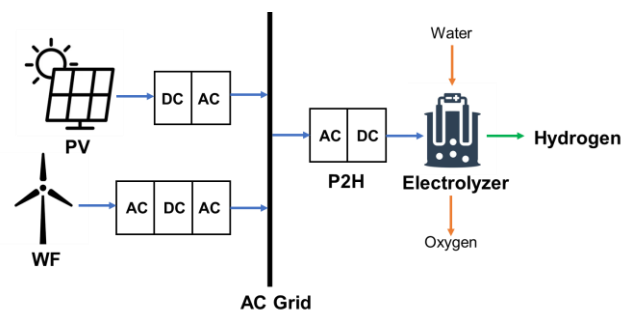 Water
DC AC
PV
AC DC
Hydrogen
P2H
Electrolyzer
AC DC AC
WF
Oxygen
AC Grid